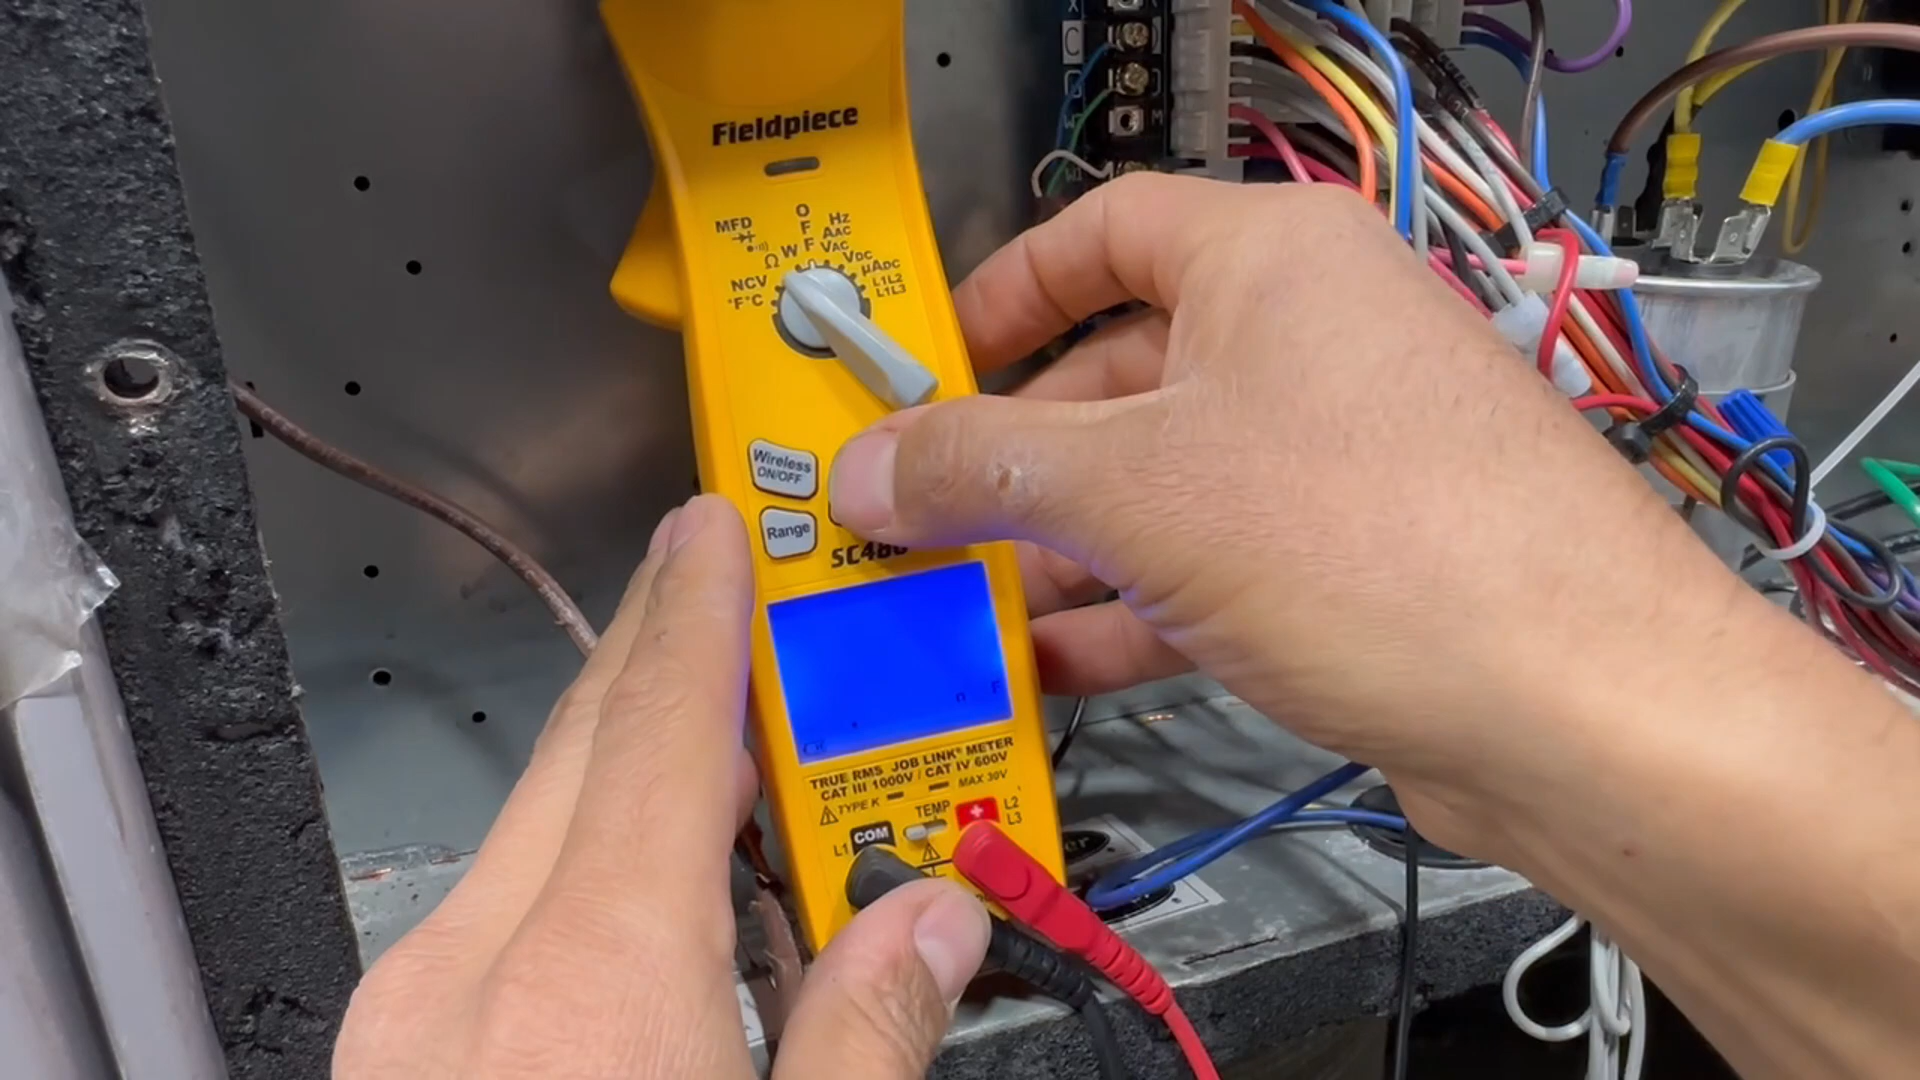 Fieldpiece
OFF
MFD
Hz
AAC
W
VAC
Ω
VDC
µADC
NCV
L1L2
°F°C
L1L3
Wireless
ON/OFF
Range
n F
TRUE RMS JOB LINK® METER
CAT III 1000V / CAT IV 600V
TYPE K
MAX 30V
TEMP
+
L2
L3
L1
COM
C